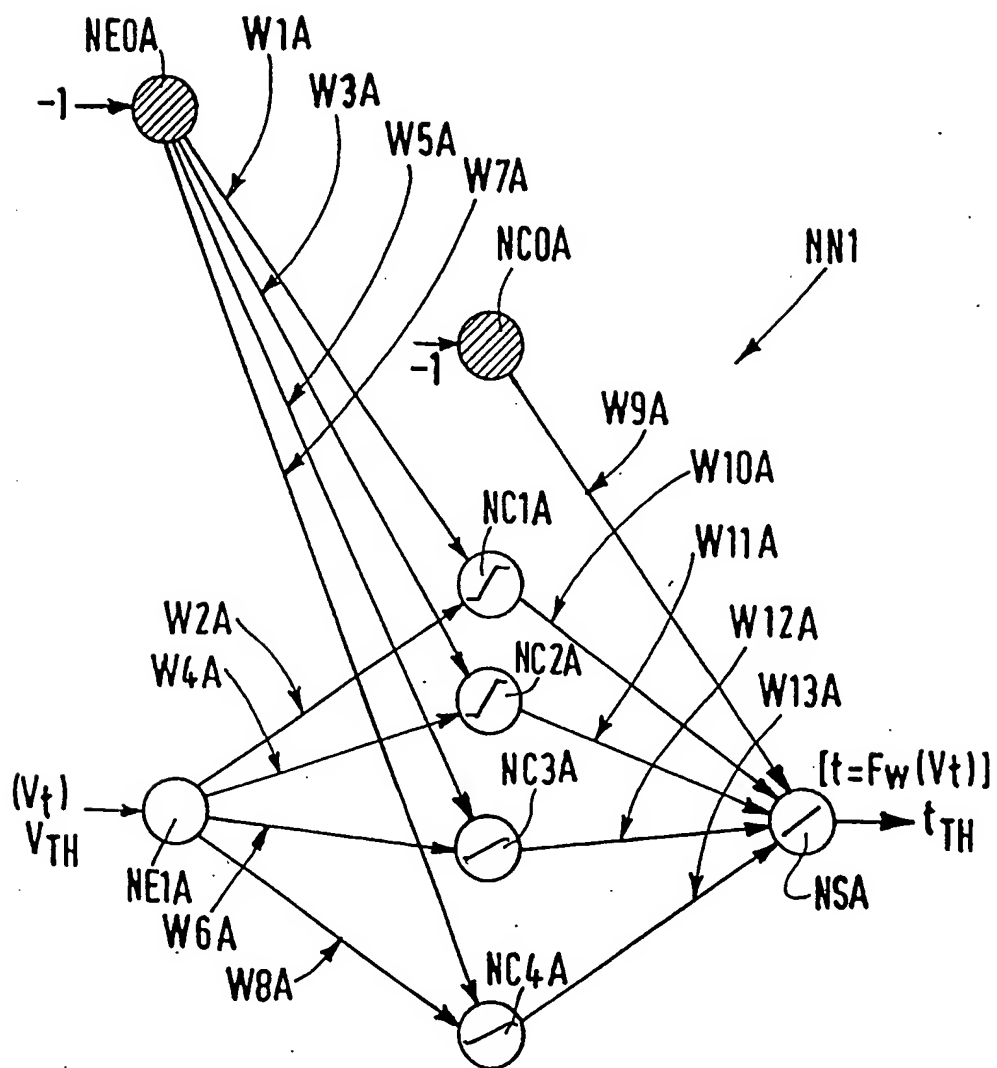 NE0A
W1A
W3A
-1
W5A
W7A
NC0A
NN1
-1
W9A
W10A
NC1A
W11A
W2A
W12A
W4A
NC2A
W13A
(Vt)
NC3A
[t=Fw(Vt)]
VTH
tTH
NE1A
NSA
W6A
W8A
NC4A